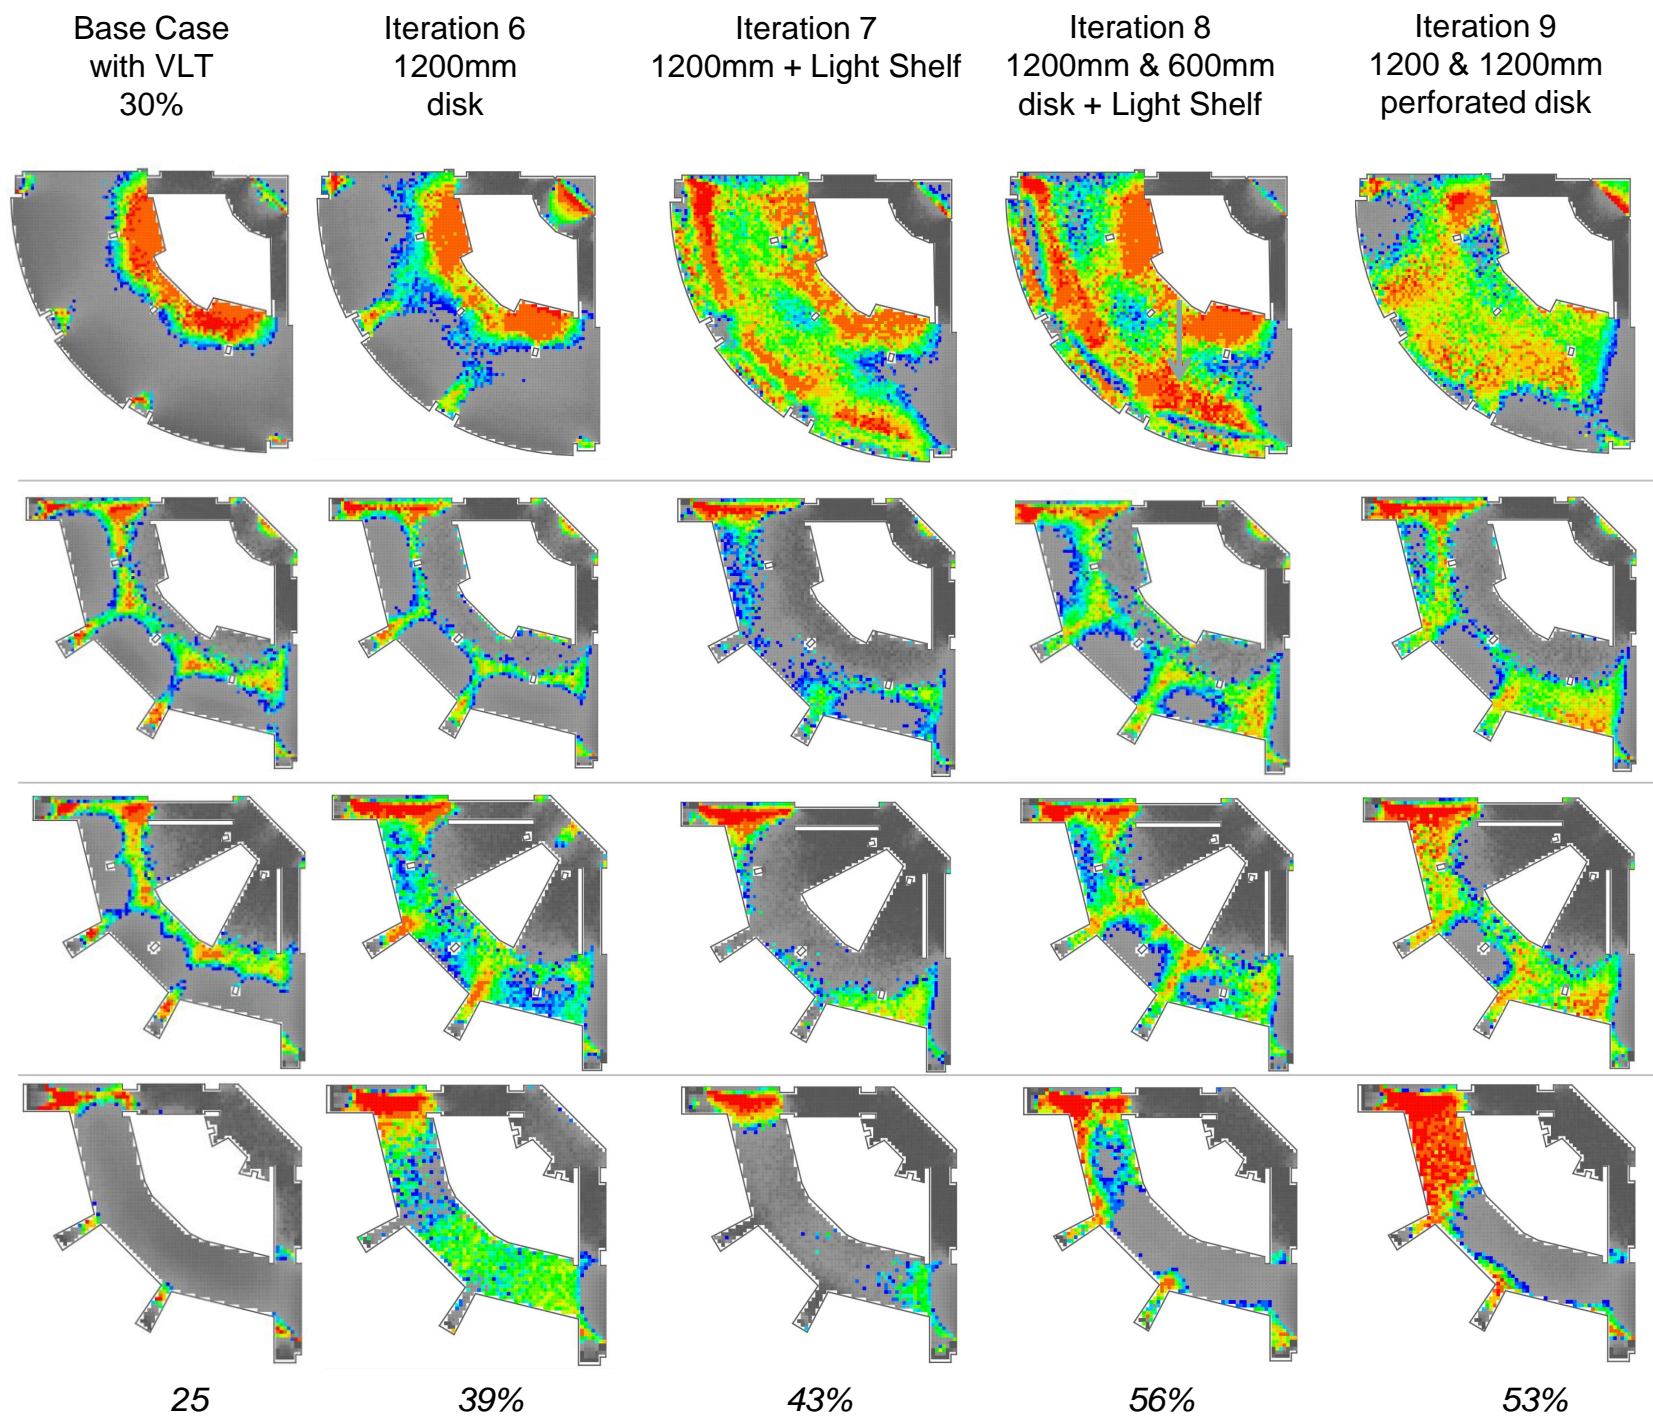 Base Case
with VLT
30%
Iteration 6
1200mm
disk
Iteration 7
1200mm + Light Shelf
Iteration 8
1200mm & 600mm
disk + Light Shelf
Iteration 9
1200 & 1200mm
perforated disk
25
39%
43%
56%
53%